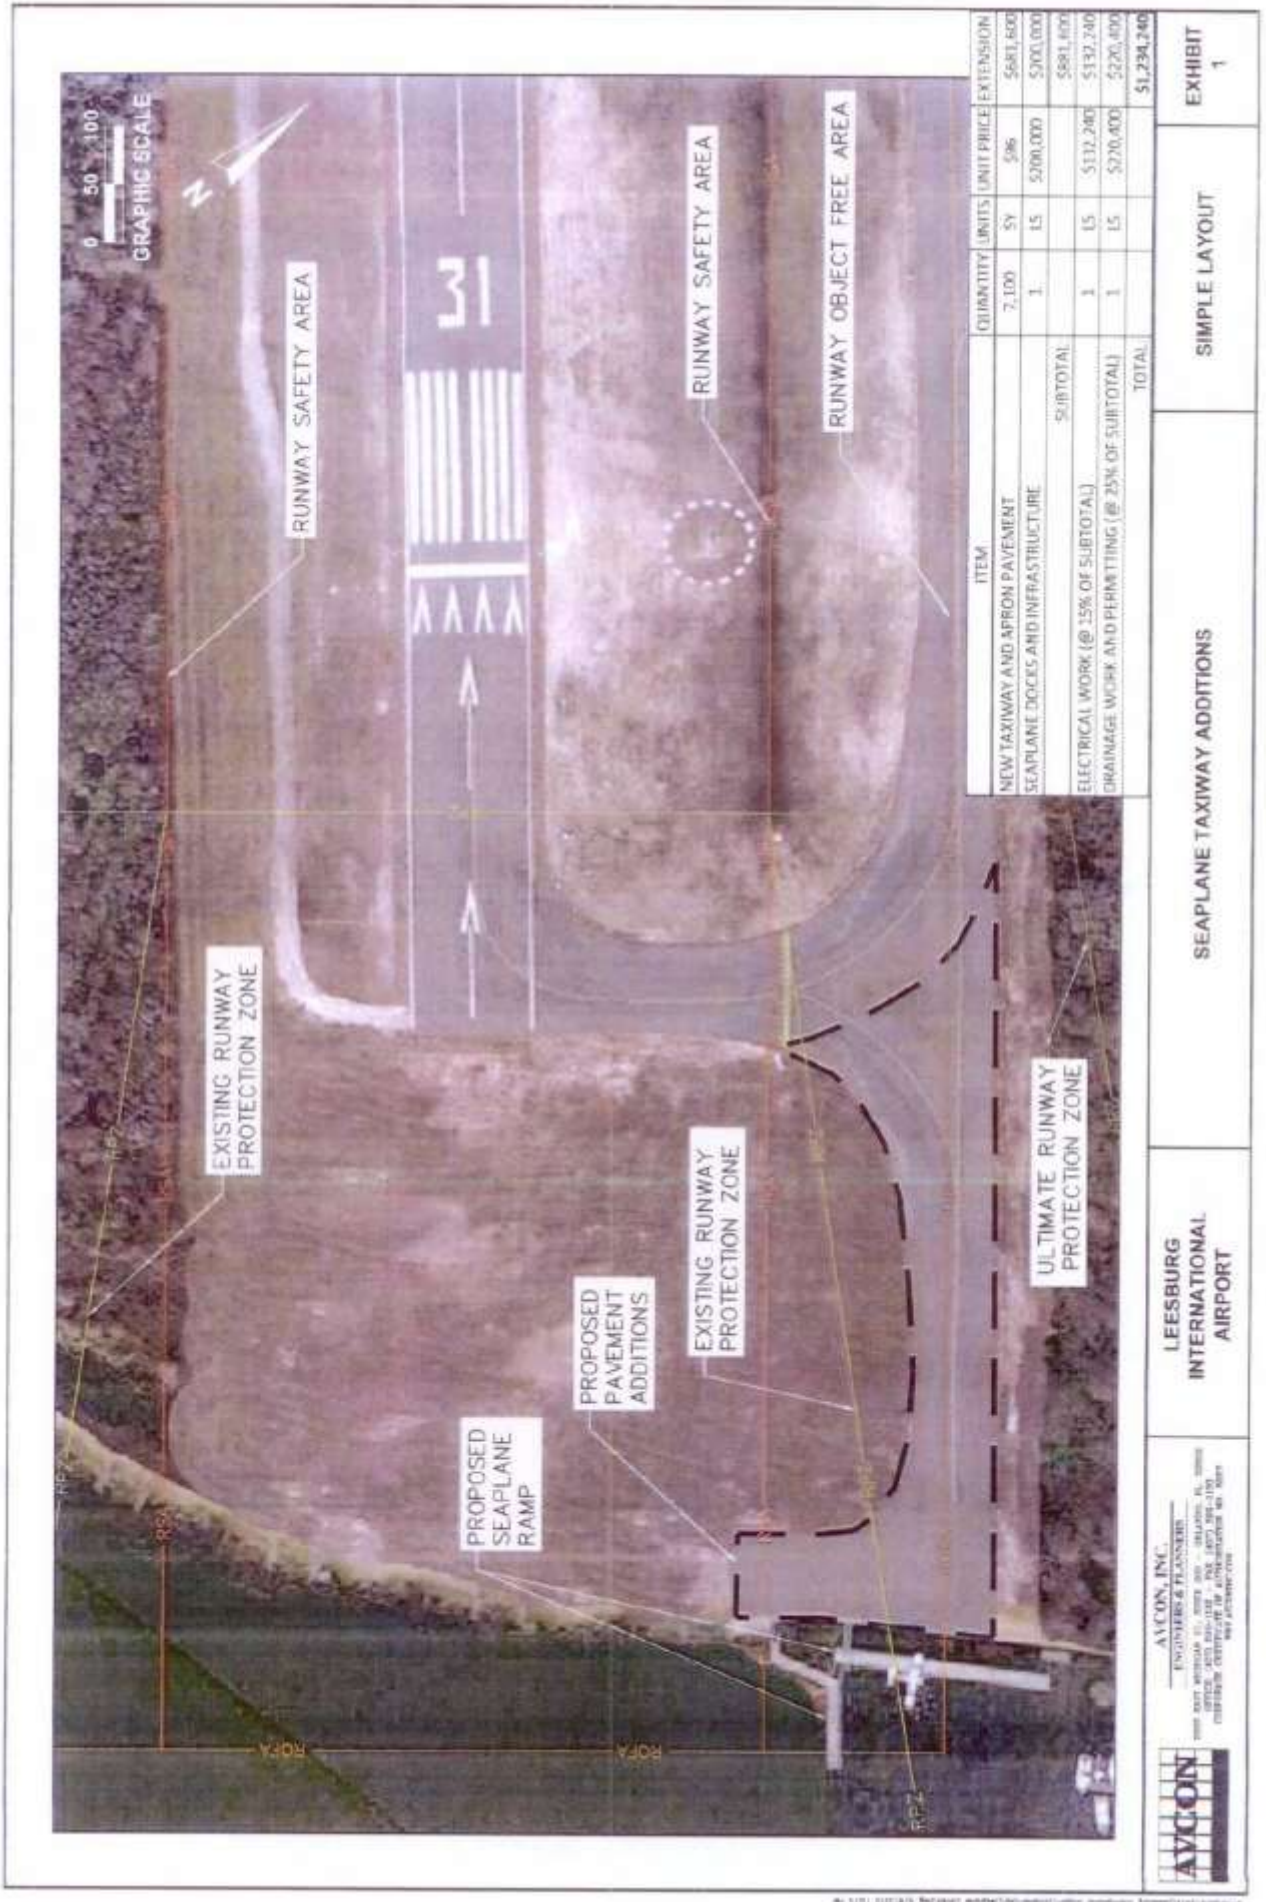 0 50 100
GRAPHIC SCALE
N
RUNWAY SAFETY AREA
31
RUNWAY SAFETY AREA
RUNWAY OBJECT FREE AREA
EXISTING RUNWAY
PROTECTION ZONE
EXISTING RUNWAY
PROTECTION ZONE
ULTIMATE RUNWAY
PROTECTION ZONE
PROPOSED
PAVEMENT
ADDITIONS
PROPOSED
SEAPLANE
RAMP
RPZ
RPZ
RPZ
RPZ
RPZ
ROFA
ROFA
ITEM QUANTITY UNITS UNIT PRICE EXTENSION
NEW TAXIWAY AND APRON PAVEMENT 7,100 SY $96 $681,600
SEAPLANE DOCKS AND INFRASTRUCTURE 1 LS $200,000 $200,000
SUBTOTAL $881,600
ELECTRICAL WORK (@ 15% OF SUBTOTAL) 1 LS $132,240 $132,240
DRAINAGE WORK AND PERMITTING (@ 25% OF SUBTOTAL) 1 LS $220,400 $220,400
TOTAL $1,234,240
AVCON
AVCON, INC.
ENGINEERS & PLANNERS
LEESBURG
INTERNATIONAL
AIRPORT
SEAPLANE TAXIWAY ADDITIONS
SIMPLE LAYOUT
EXHIBIT
1